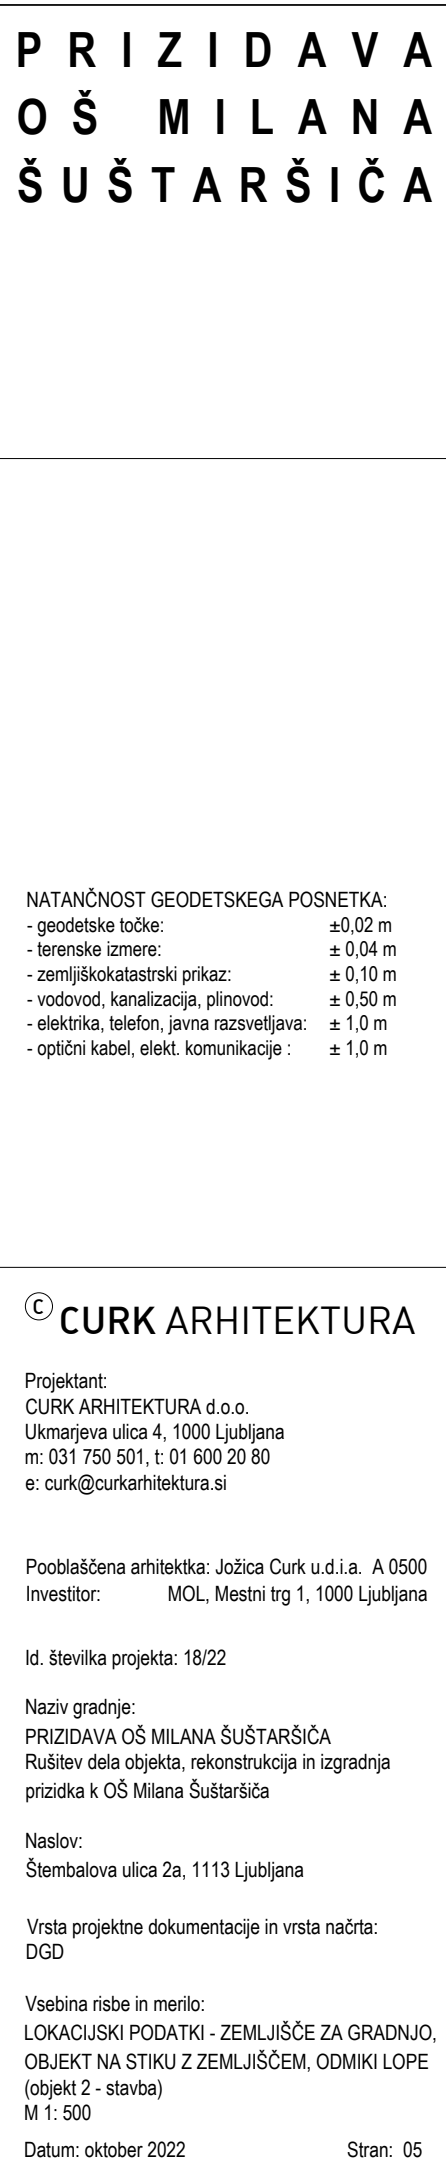 PRIZIDAVA
OŠ MILANA
ŠUŠTARŠIČA
NATANČNOST GEODETSKEGA POSNETKA:
- geodetske točke: ±0,02 m
- terenske izmere: ± 0,04 m
- zemljiškokatastrski prikaz: ± 0,10 m
- vodovod, kanalizacija, plinovod: ± 0,50 m
- elektrika, telefon, javna razsvetljava: ± 1,0 m
- optični kabel, elekt. komunikacije : ± 1,0 m
© CURK ARHITEKTURA
Projektant:
CURK ARHITEKTURA d.o.o.
Ukmarjeva ulica 4, 1000 Ljubljana
m: 031 750 501, t: 01 600 20 80
e: curk@curkarhitektura.si
Pooblaščena arhitektka: Jožica Curk u.d.i.a. A 0500
Investitor: MOL, Mestni trg 1, 1000 Ljubljana
Id. številka projekta: 18/22
Naziv gradnje:
PRIZIDAVA OŠ MILANA ŠUŠTARŠIČA
Rušitev dela objekta, rekonstrukcija in izgradnja
prizidka k OŠ Milana Šuštaršiča
Naslov:
Štembalova ulica 2a, 1113 Ljubljana
Vrsta projektne dokumentacije in vrsta načrta:
DGD
Vsebina risbe in merilo:
LOKACIJSKI PODATKI - ZEMLJIŠČE ZA GRADNJO,
OBJEKT NA STIKU Z ZEMLJIŠČEM, ODMIKI LOPE
(objekt 2 - stavba)
M 1: 500
Datum: oktober 2022 Stran: 05